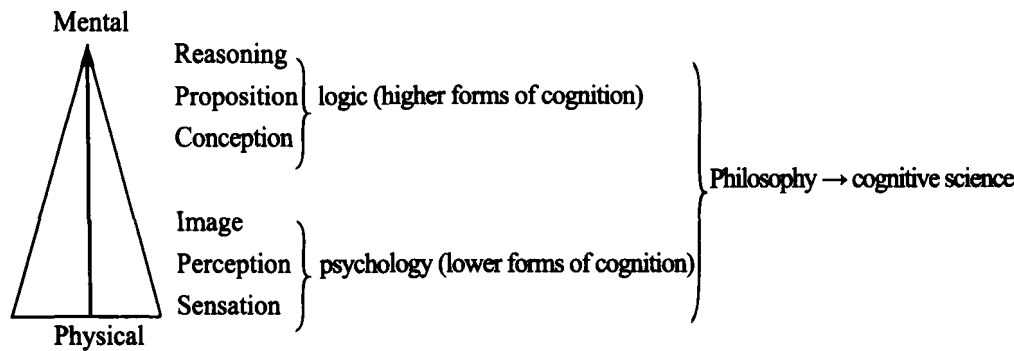 Mental
Reasoning
Proposition
Conception
logic (higher forms of cognition)
Image
Perception
Sensation
psychology (lower forms of cognition)
Philosophy → cognitive science
Physical